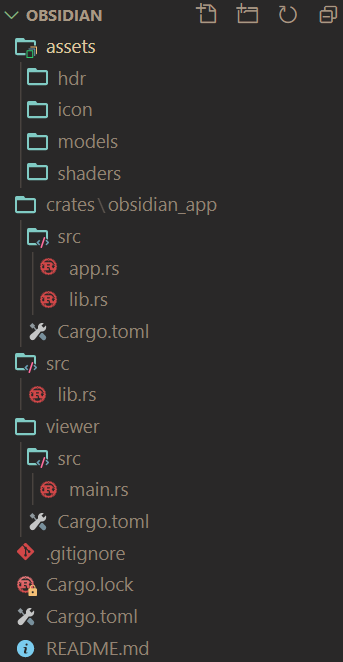 OBSIDIAN
assets
hdr
icon
models
shaders
crates\obsidian_app
src
app.rs
lib.rs
Cargo.toml
src
lib.rs
viewer
src
main.rs
Cargo.toml
.gitignore
Cargo.lock
Cargo.toml
README.md